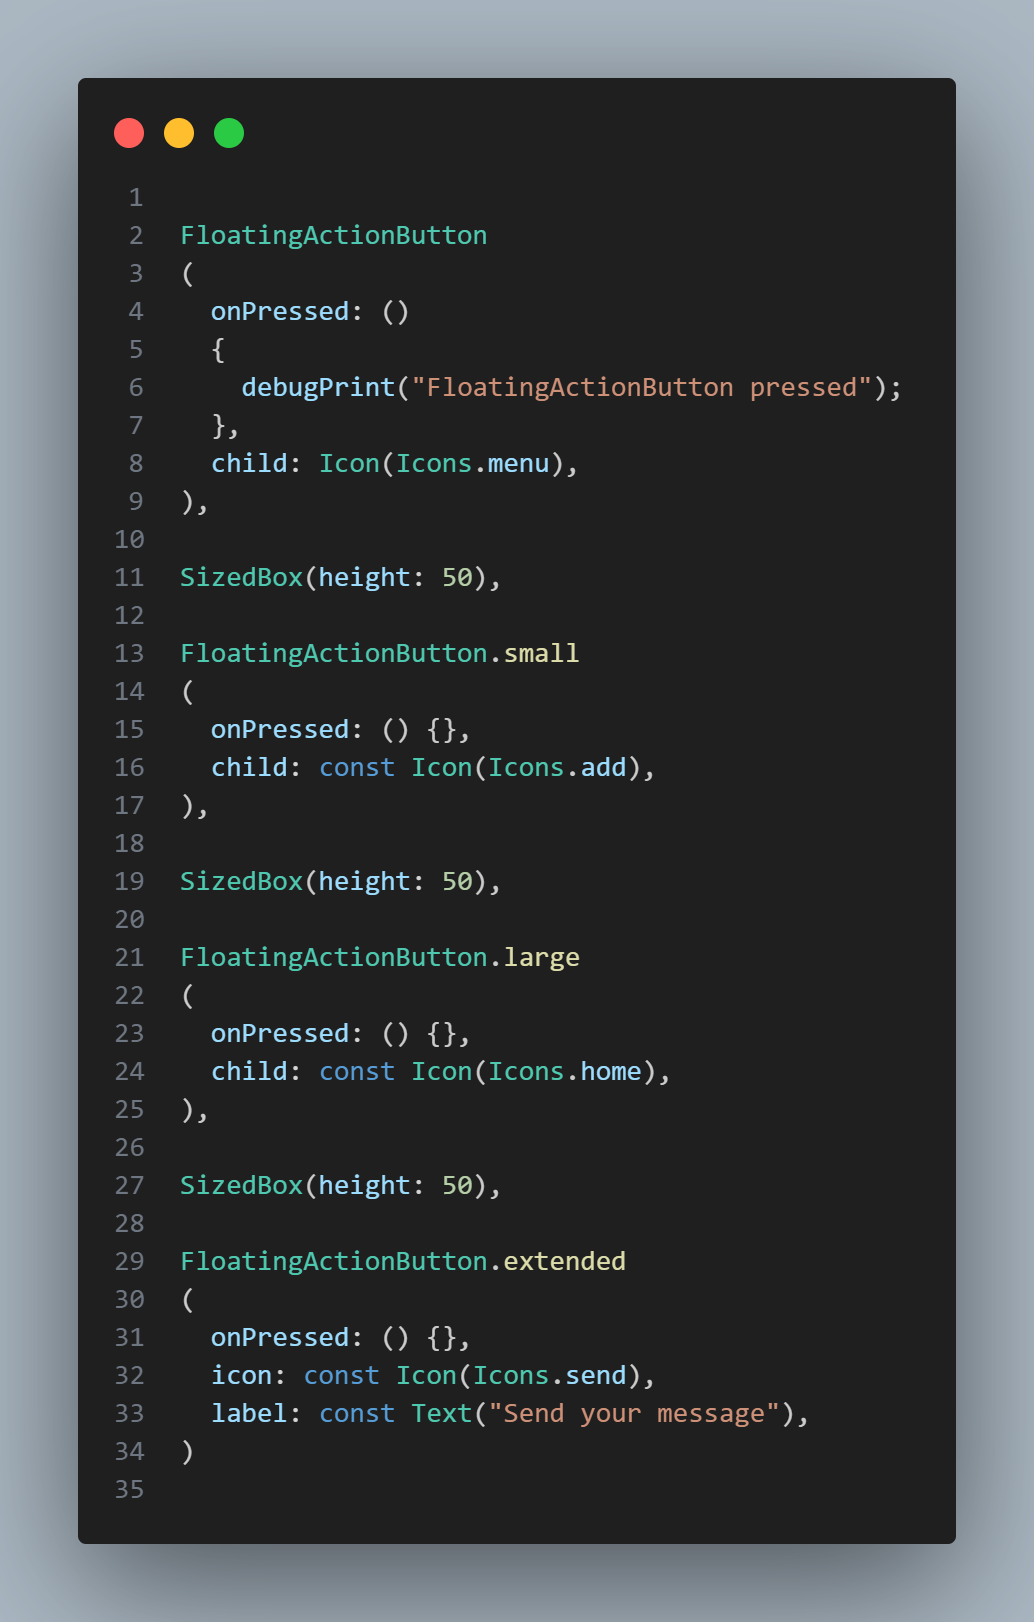 1
2 FloatingActionButton
3 (
4   onPressed: ()
5   {
6     debugPrint("FloatingActionButton pressed");
7   },
8   child: Icon(Icons.menu),
9 ),
10
11 SizedBox(height: 50),
12
13 FloatingActionButton.small
14 (
15   onPressed: () {},
16   child: const Icon(Icons.add),
17 ),
18
19 SizedBox(height: 50),
20
21 FloatingActionButton.large
22 (
23   onPressed: () {},
24   child: const Icon(Icons.home),
25 ),
26
27 SizedBox(height: 50),
28
29 FloatingActionButton.extended
30 (
31   onPressed: () {},
32   icon: const Icon(Icons.send),
33   label: const Text("Send your message"),
34 )
35